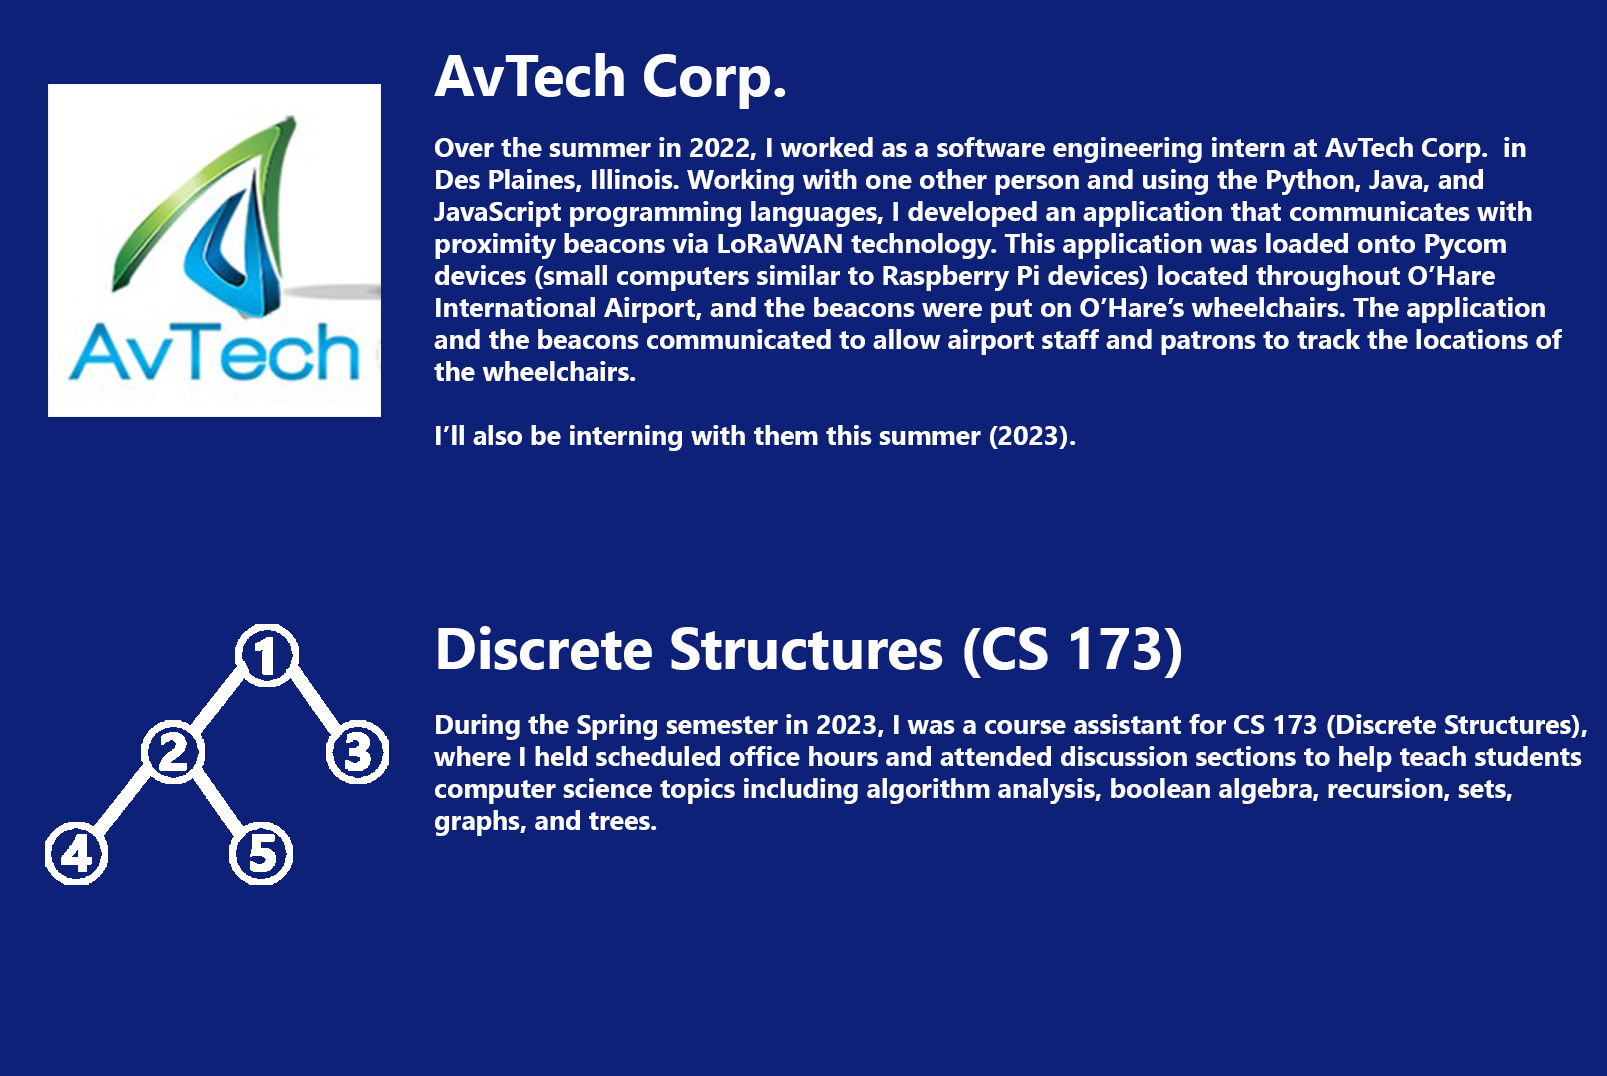 AvTech Corp.
AvTech
Over the summer in 2022, I worked as a software engineering intern at AvTech Corp.  in
Des Plaines, Illinois. Working with one other person and using the Python, Java, and
JavaScript programming languages, I developed an application that communicates with
proximity beacons via LoRaWAN technology. This application was loaded onto Pycom
devices (small computers similar to Raspberry Pi devices) located throughout O’Hare
International Airport, and the beacons were put on O’Hare’s wheelchairs. The application
and the beacons communicated to allow airport staff and patrons to track the locations of
the wheelchairs.
I’ll also be interning with them this summer (2023).
Discrete Structures (CS 173)
1
2
3
4
5
During the Spring semester in 2023, I was a course assistant for CS 173 (Discrete Structures),
where I held scheduled office hours and attended discussion sections to help teach students
computer science topics including algorithm analysis, boolean algebra, recursion, sets,
graphs, and trees.